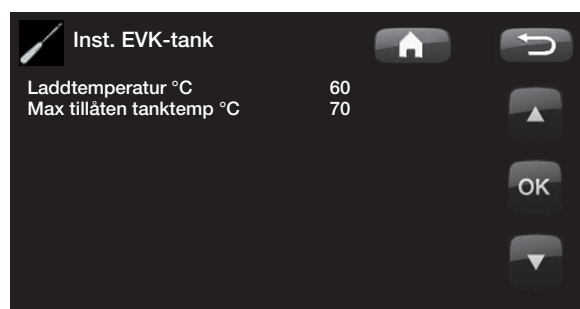 Inst. EVK-tank
Laddtemperatur °C 60
Max tillåten tanktemp °C 70
OK